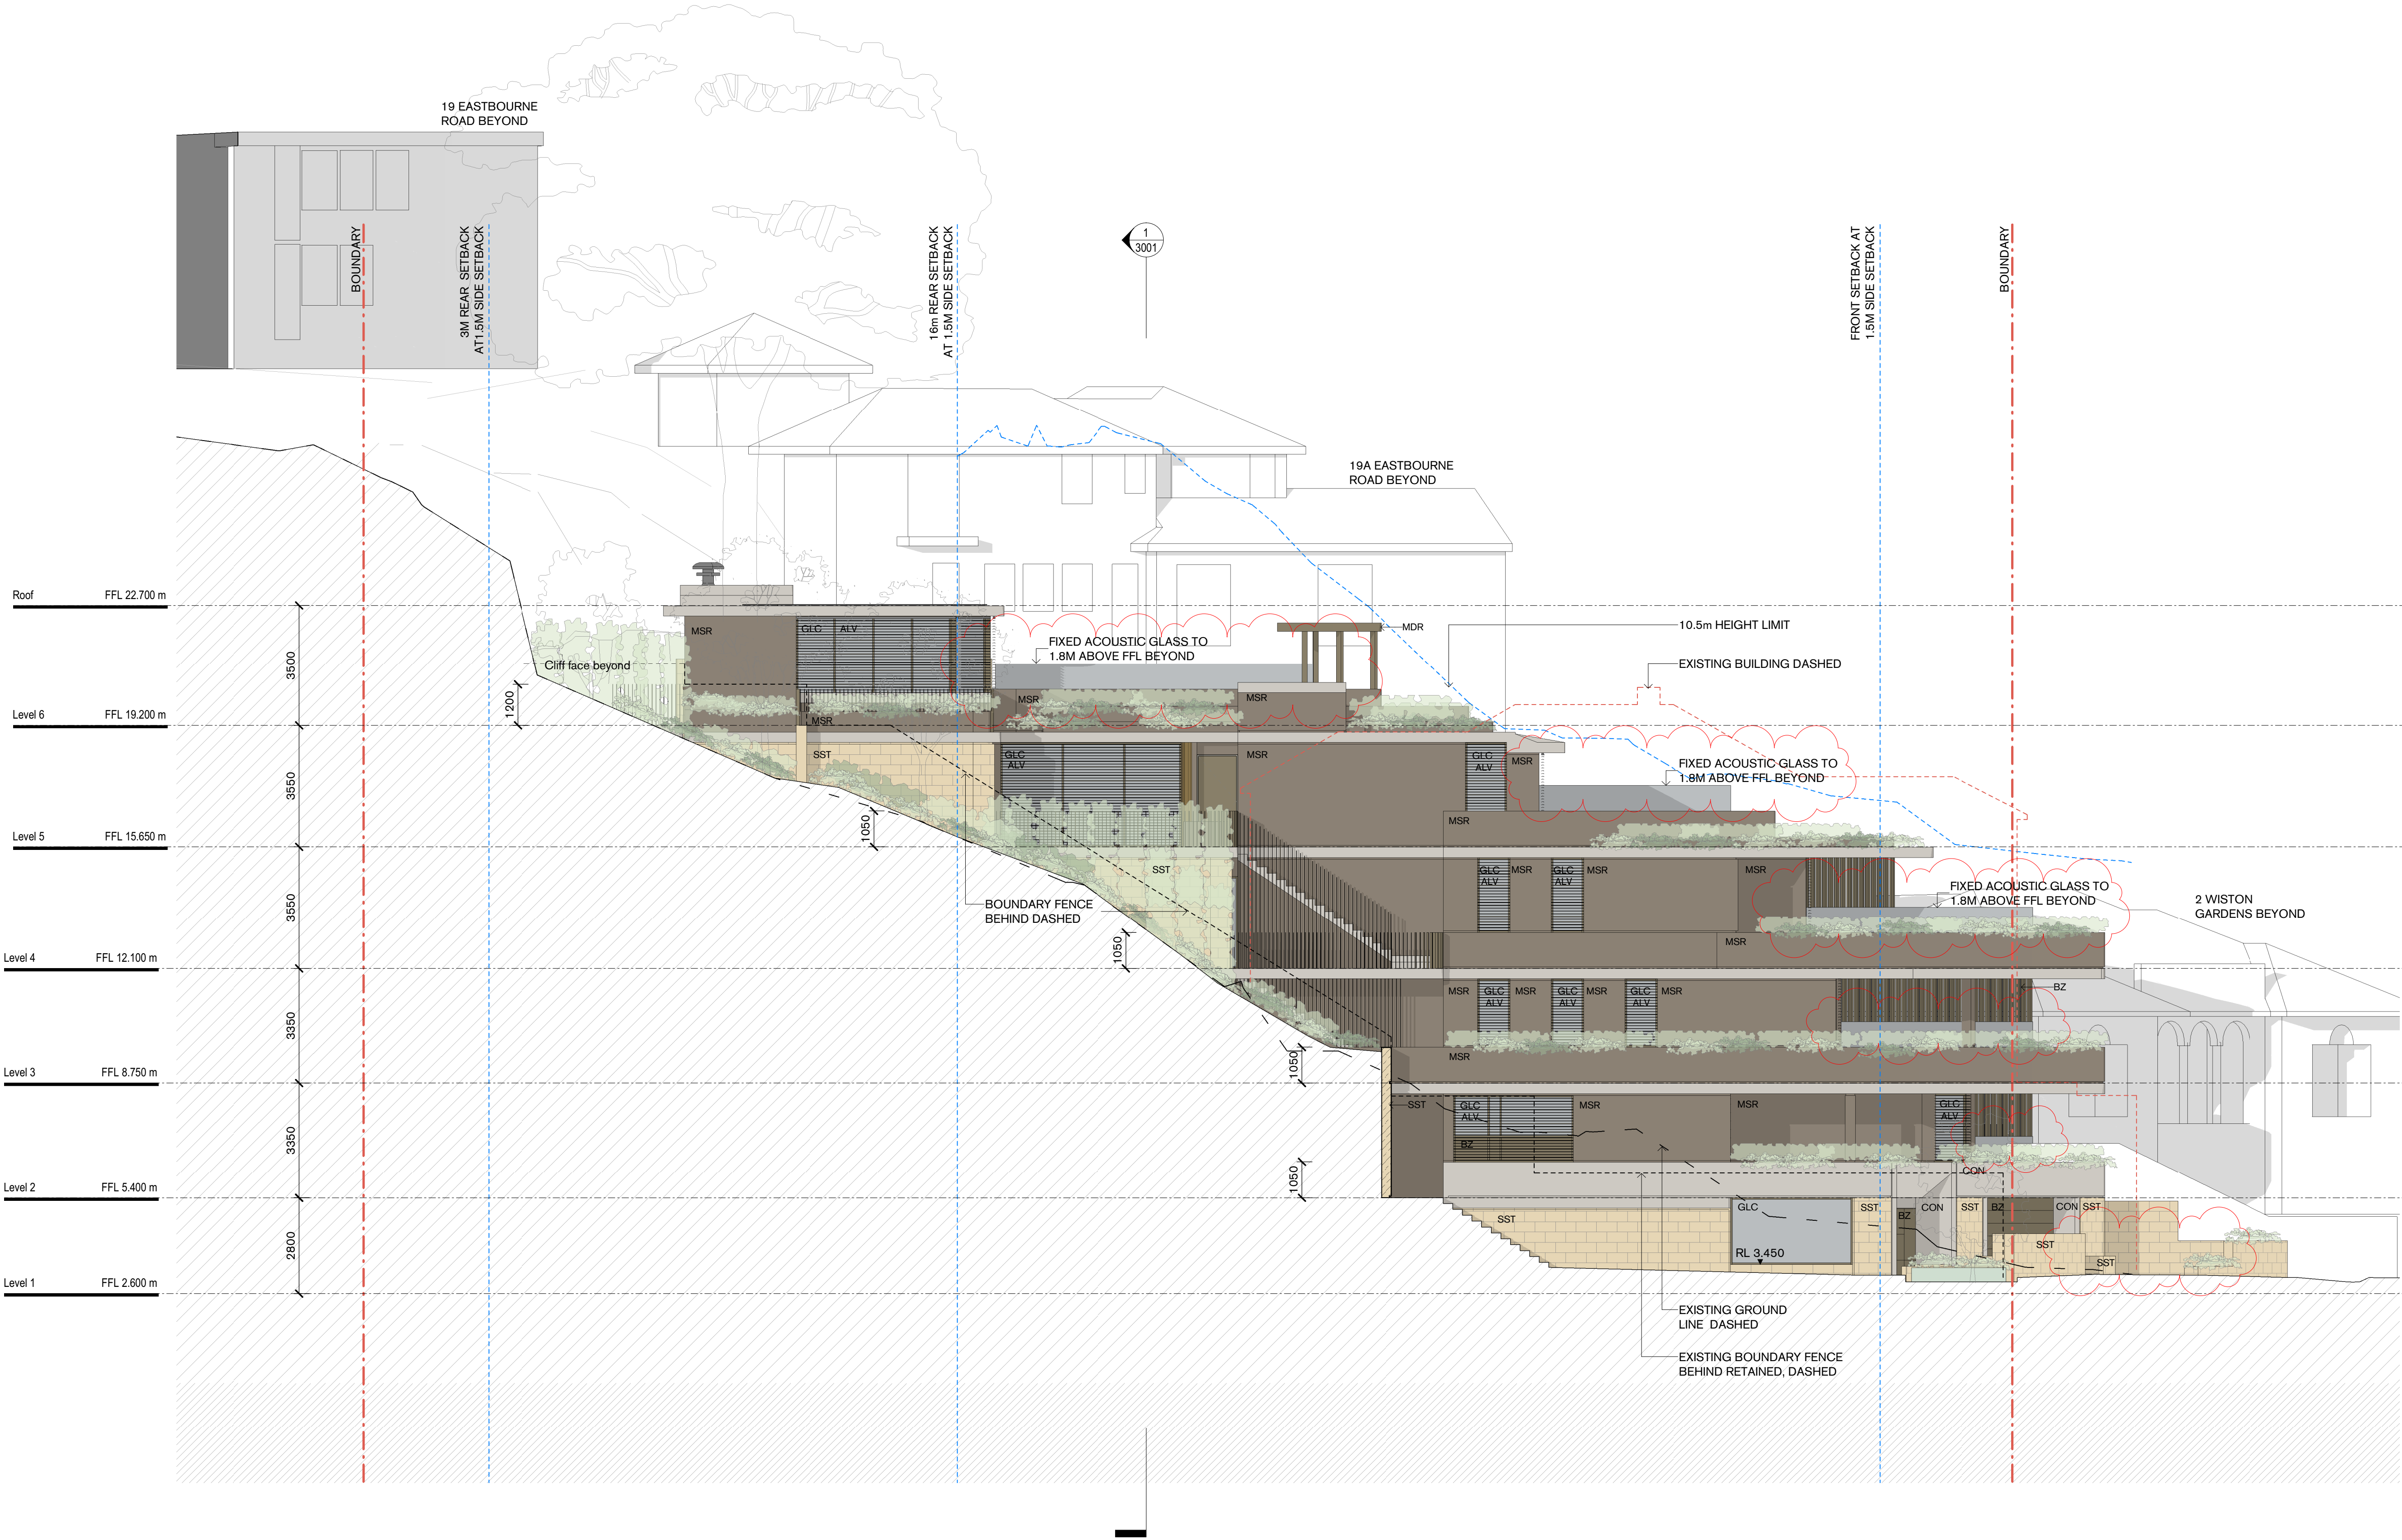 19 EASTBOURNE
ROAD BEYOND
BOUNDARY
3M REAR SETBACK
AT1.5M SIDE SETBACK
16m REAR SETBACK
AT 1.5M SIDE SETBACK
1
3001
FRONT SETBACK AT
1.5M SIDE SETBACK
BOUNDARY
19A EASTBOURNE
ROAD BEYOND
Roof FFL 22.700 m
MSR
GLC ALV
FIXED ACOUSTIC GLASS TO
1.8M ABOVE FFL BEYOND
MDR
10.5m HEIGHT LIMIT
EXISTING BUILDING DASHED
3500
Cliff face beyond
1200
MSR
MSR
MSR
Level 6 FFL 19.200 m
SST
GLC
ALV
MSR
GLC
ALV
MSR
FIXED ACOUSTIC GLASS TO
1.8M ABOVE FFL BEYOND
3550
1050
MSR
Level 5 FFL 15.650 m
SST
GLC
ALV
MSR
GLC
ALV
MSR
MSR
FIXED ACOUSTIC GLASS TO
1.8M ABOVE FFL BEYOND
2 WISTON
GARDENS BEYOND
BOUNDARY FENCE
BEHIND DASHED
3550
1050
MSR
Level 4 FFL 12.100 m
MSR
GLC
ALV
MSR
GLC
ALV
MSR
GLC
ALV
MSR
BZ
3350
1050
MSR
Level 3 FFL 8.750 m
SST
GLC
ALV
BZ
MSR
MSR
GLC
ALV
3350
1050
CON
Level 2 FFL 5.400 m
SST
GLC
SST
BZ
CON
SST
BZ
CON
SST
2800
RL 3.450
SST
SST
Level 1 FFL 2.600 m
EXISTING GROUND
LINE DASHED
EXISTING BOUNDARY FENCE
BEHIND RETAINED, DASHED